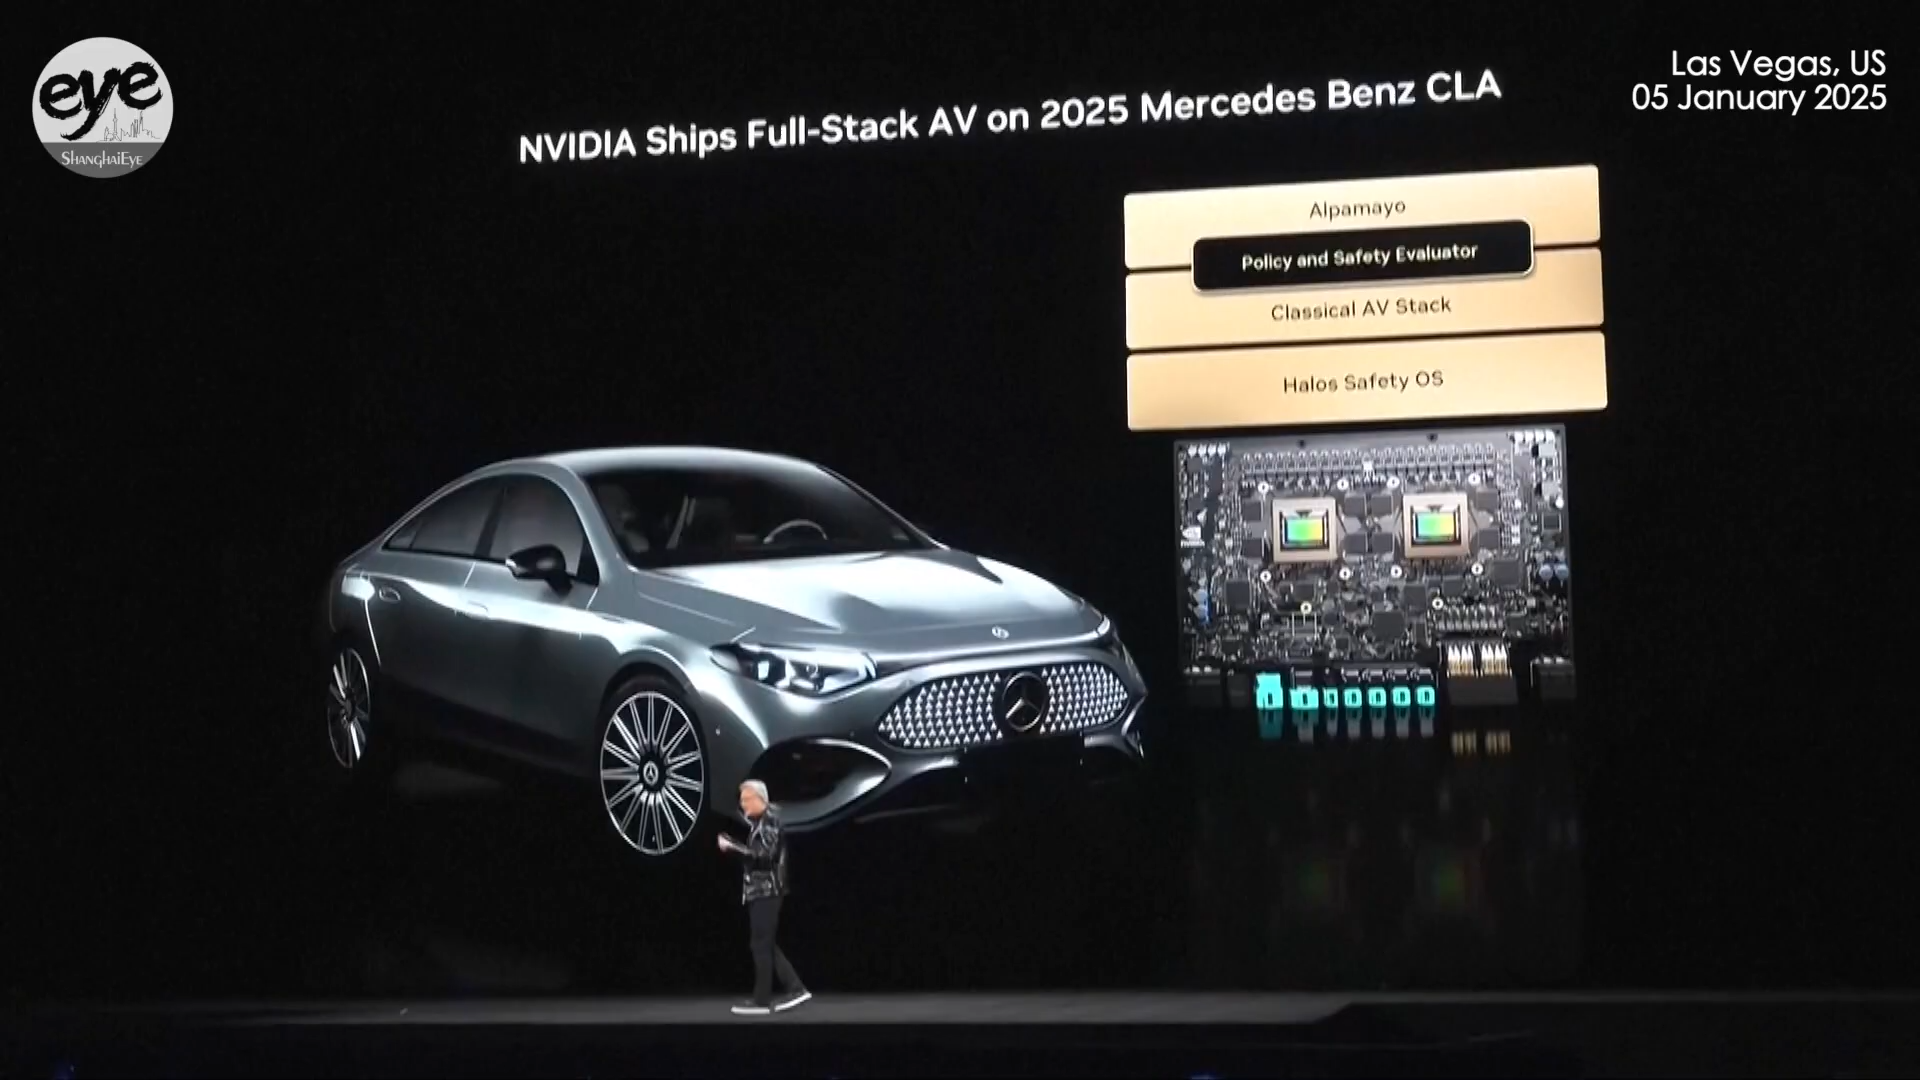 eye
SHANGHAIEYE
Las Vegas, US
05 January 2025
NVIDIA Ships Full-Stack AV on 2025 Mercedes Benz CLA
Alpamayo
Policy and Safety Evaluator
Classical AV Stack
Halos Safety OS